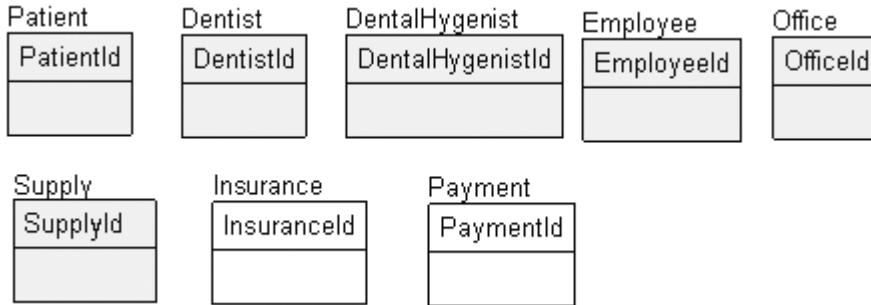 Patient Dentist DentalHygenist Employee Office
PatientId DentistId DentalHygenistId EmployeeId OfficeId
Supply Insurance Payment
SupplyId InsuranceId PaymentId